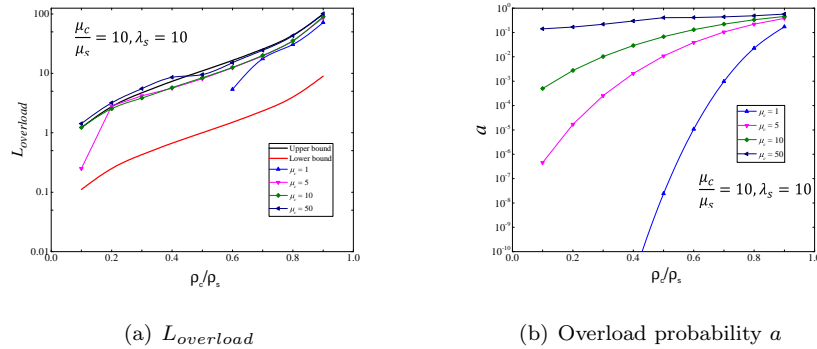 μc/μs = 10, λs = 10
100
10
1
0.1
0.01
L_overload
0.0 0.2 0.4 0.6 0.8 1.0
ρc/ρs
Upper bound
Lower bound
μc = 1
μc = 5
μc = 10
μc = 50
(a) L_overload
10^0
10^-1
10^-2
10^-3
10^-4
10^-5
10^-6
10^-7
10^-8
10^-9
10^-10
a
0.0 0.2 0.4 0.6 0.8 1.0
ρc/ρs
μc = 1
μc = 5
μc = 10
μc = 50
μc/μs = 10, λs = 10
(b) Overload probability a